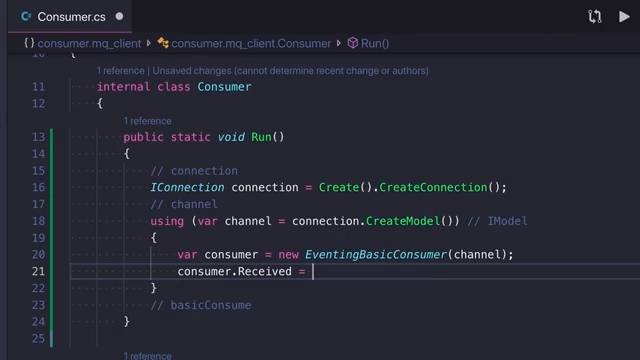 C# Consumer.cs
{ } consumer.mq_client consumer.mq_client.Consumer Run()
10 {
1 reference | Unsaved changes (cannot determine recent change or authors)
11 internal class Consumer
12 {
1 reference
13 public static void Run()
14 {
15 // connection
16 IConnection connection = Create().CreateConnection();
17 // channel
18 using (var channel = connection.CreateModel()) // IModel
19 {
20 var consumer = new EventingBasicConsumer(channel);
21 consumer.Received =
22 }
23 // basicConsume
24 }
25
1 reference